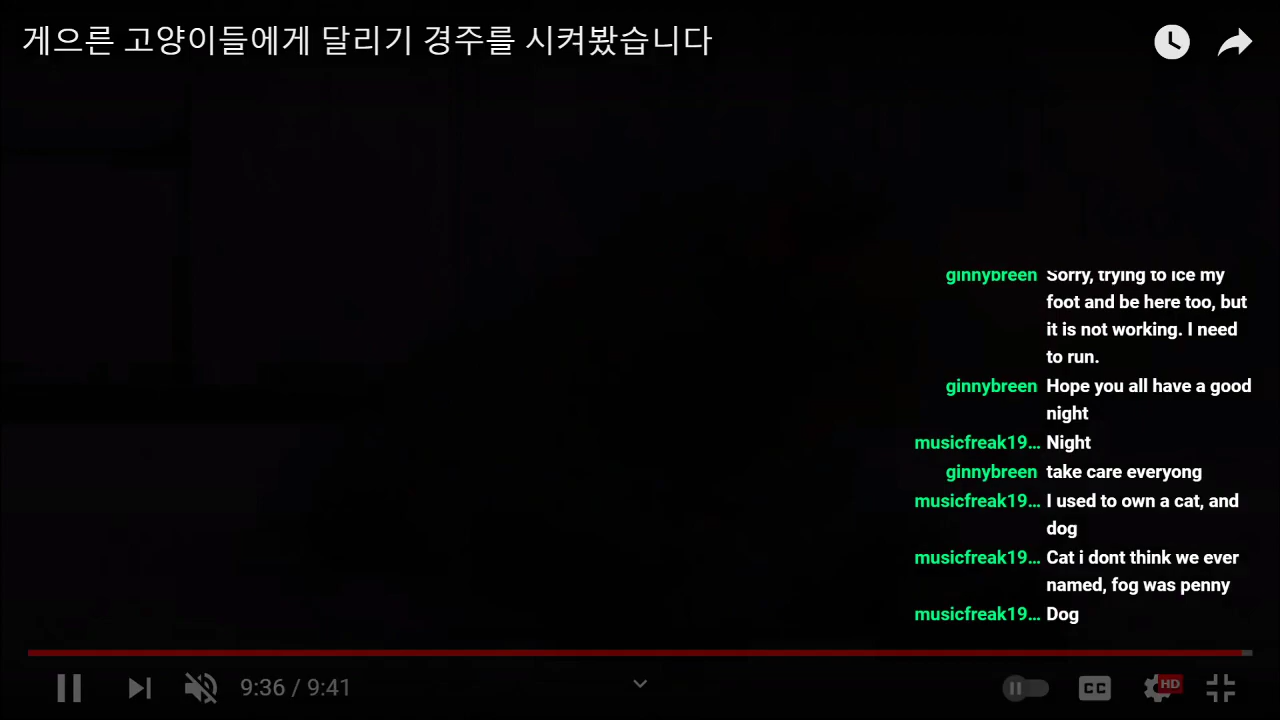 게으른 고양이들에게 달리기 경주를 시켜봤습니다
ginnybreen Sorry, trying to ice my
foot and be here too, but
it is not working. I need
to run.
ginnybreen Hope you all have a good
night
musicfreak19... Night
ginnybreen take care everyong
musicfreak19... I used to own a cat, and
dog
musicfreak19... Cat i dont think we ever
named, fog was penny
musicfreak19... Dog
9:36 / 9:41
CC
HD